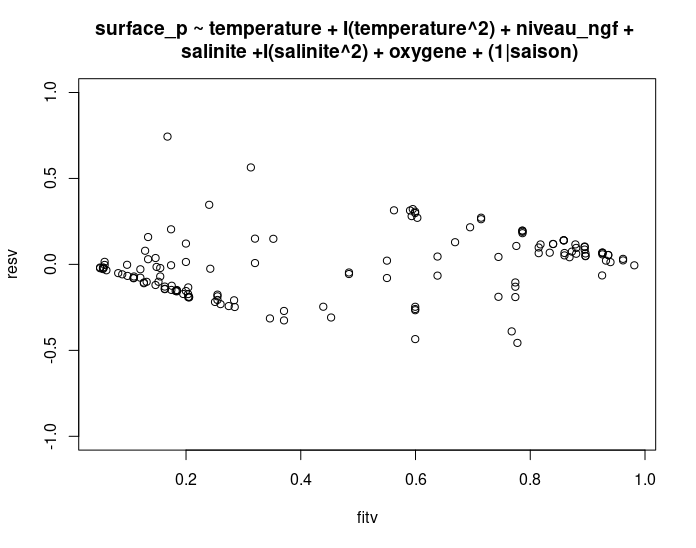 surface_p ~ temperature + I(temperature^2) + niveau_ngf +
salinite +I(salinite^2) + oxygene + (1|saison)
1.0
0.5
0.0
-0.5
-1.0
resv
0.2
0.4
0.6
0.8
1.0
fitv